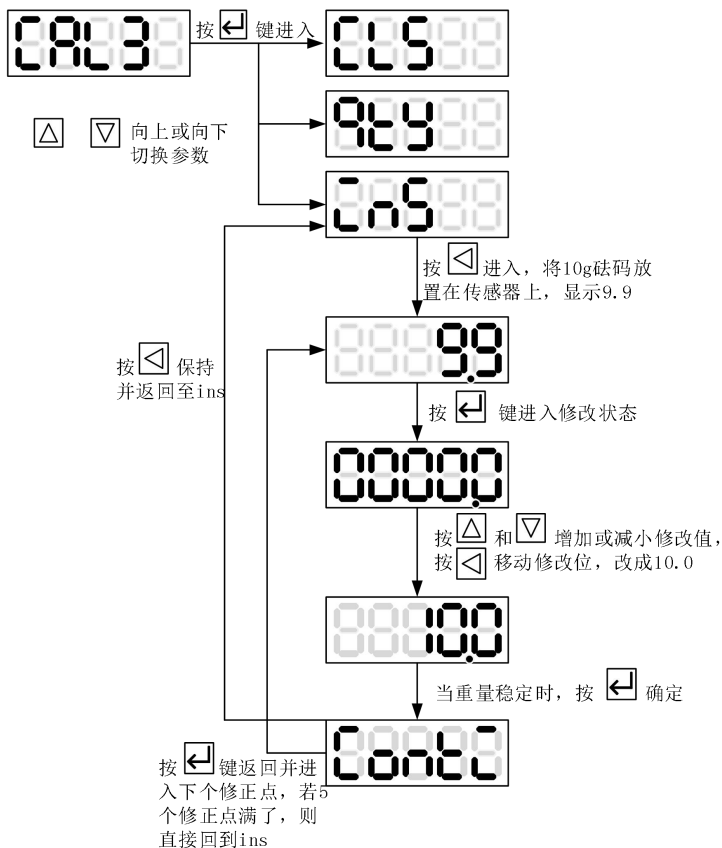 CAL3
按 键进入
CLS
向上或向下
切换参数
qty
inS
按 进入，将10g砝码放
置在传感器上，显示9.9
9.9
按 保持
并返回至ins
按 键进入修改状态
0000.0
按 和 增加或减小修改值，
按 移动修改位，改成10.0
10.0
当重量稳定时，按 确定
Conti
按 键返回并进
入下个修正点，若5
个修正点满了，则
直接回到ins